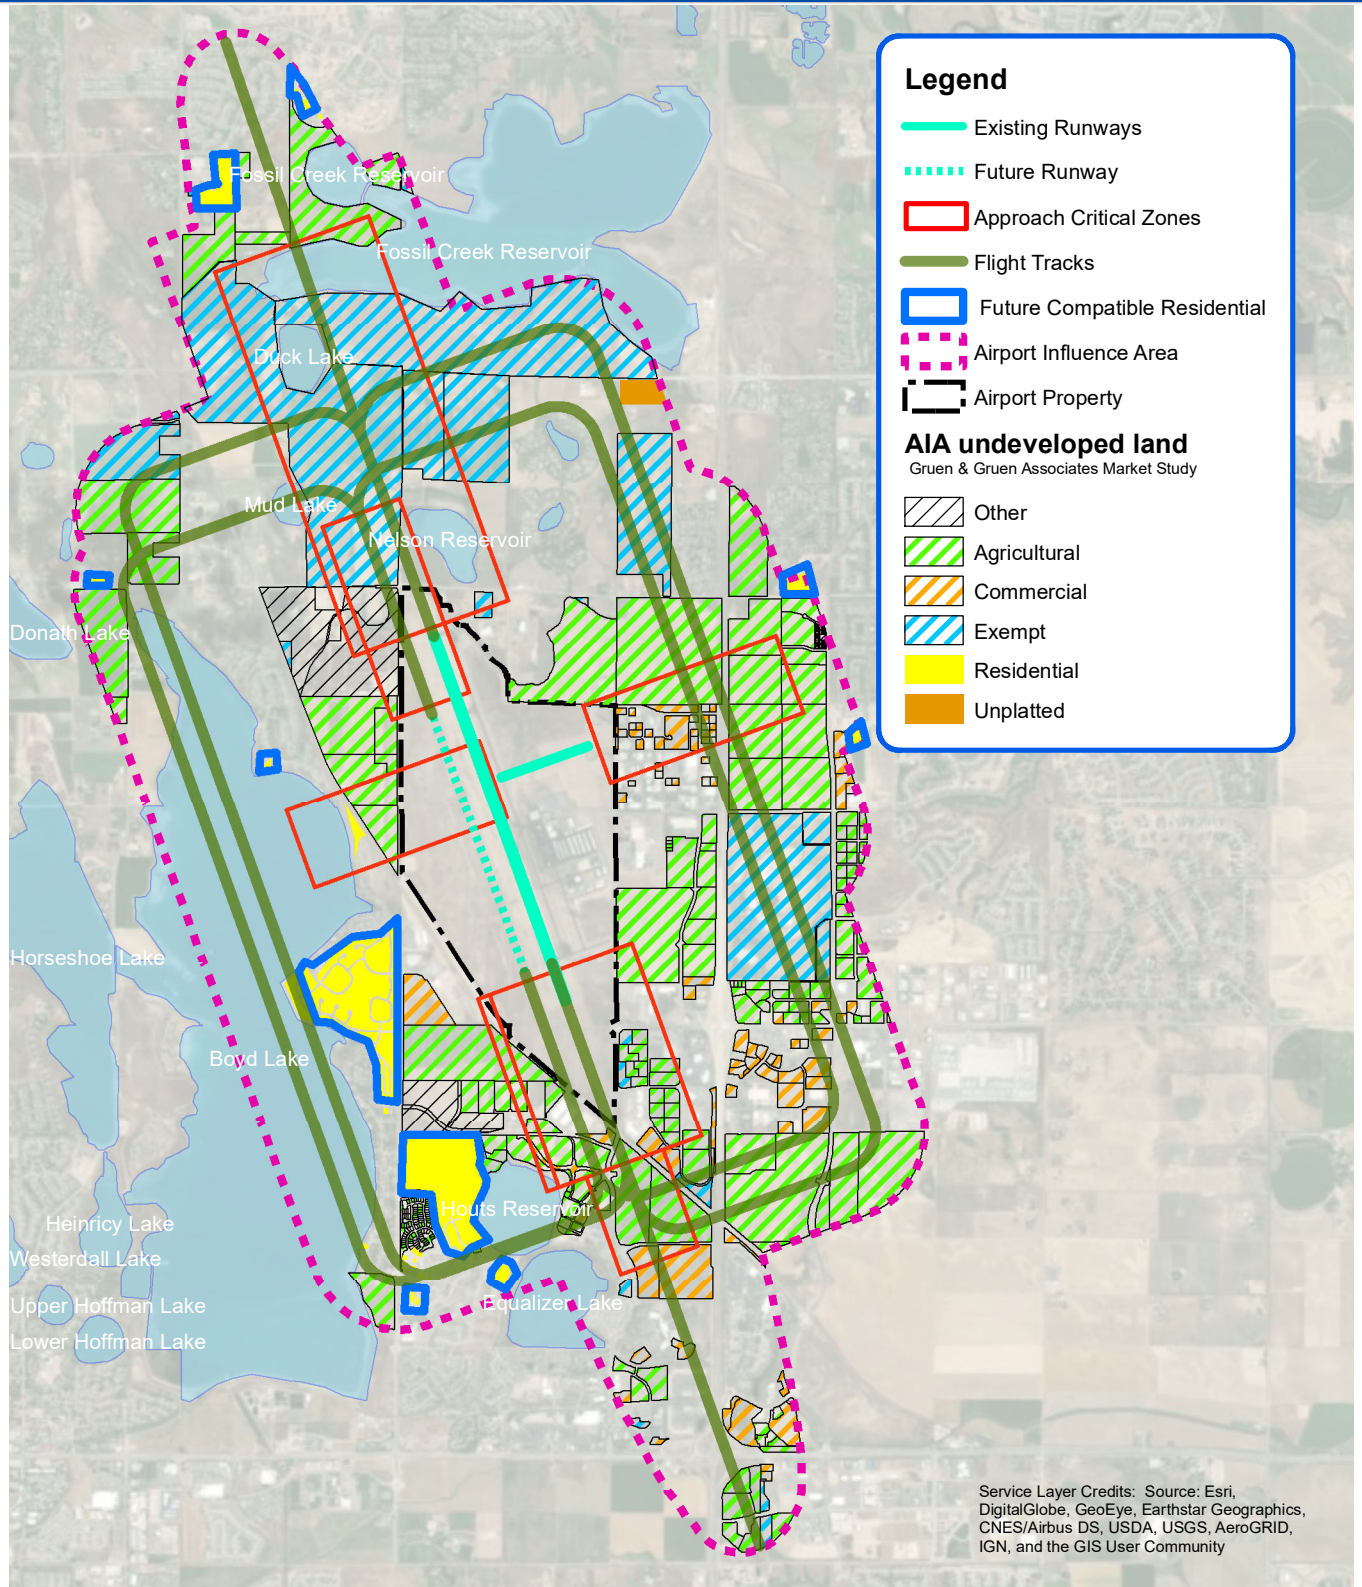 Legend
Existing Runways
Future Runway
Approach Critical Zones
Flight Tracks
Future Compatible Residential
Airport Influence Area
Airport Property
AIA undeveloped land
Gruen & Gruen Associates Market Study
Other
Agricultural
Commercial
Exempt
Residential
Unplatted
Fossil Creek Reservoir
Fossil Creek Reservoir
Duck Lake
Mud Lake
Nelson Reservoir
Donath Lake
Horseshoe Lake
Boyd Lake
Houts Reservoir
Heinricy Lake
Westerdall Lake
Equalizer Lake
Upper Hoffman Lake
Lower Hoffman Lake
Service Layer Credits: Source: Esri,
DigitalGlobe, GeoEye, Earthstar Geographics,
CNES/Airbus DS, USDA, USGS, AeroGRID,
IGN, and the GIS User Community